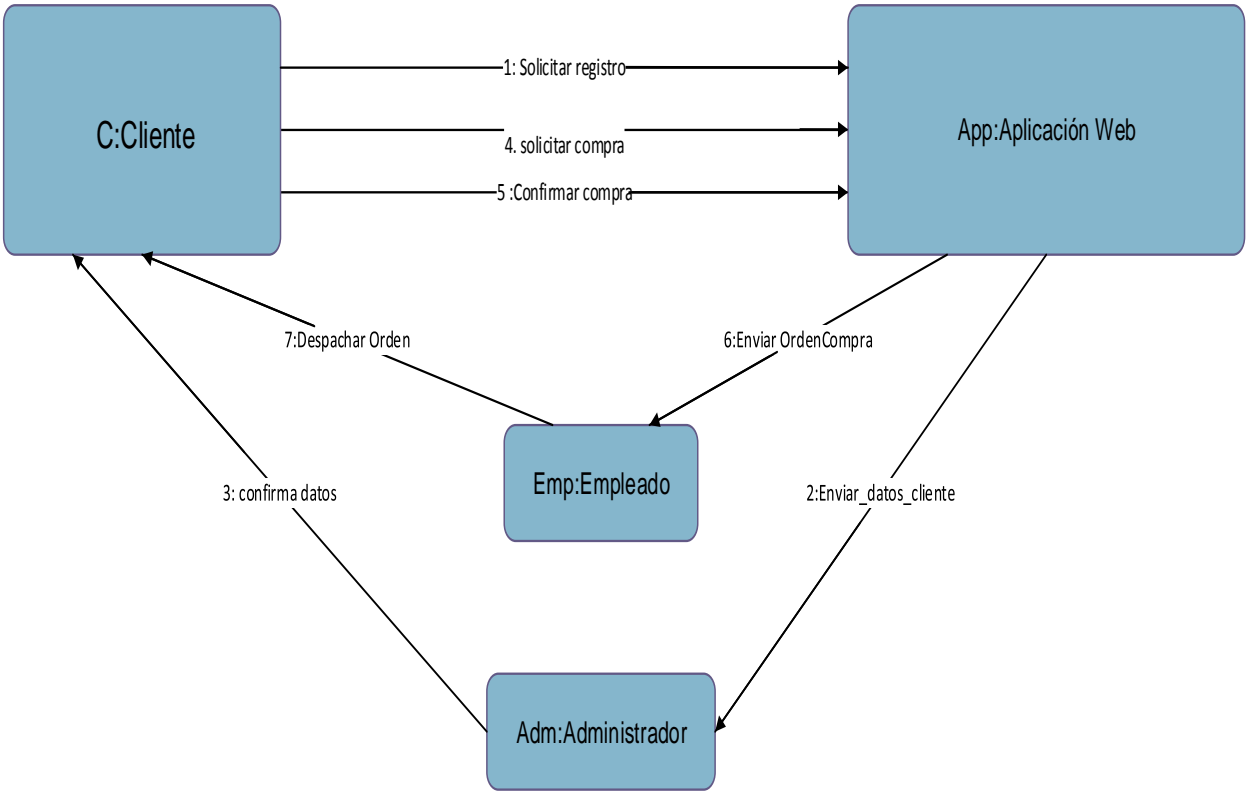 1: Solicitar registro
C:Cliente
App:Aplicación Web
4. solicitar compra
5 :Confirmar compra
7:Despachar Orden
6:Enviar OrdenCompra
Emp:Empleado
3: confirma datos
2:Enviar_datos_cliente
Adm:Administrador